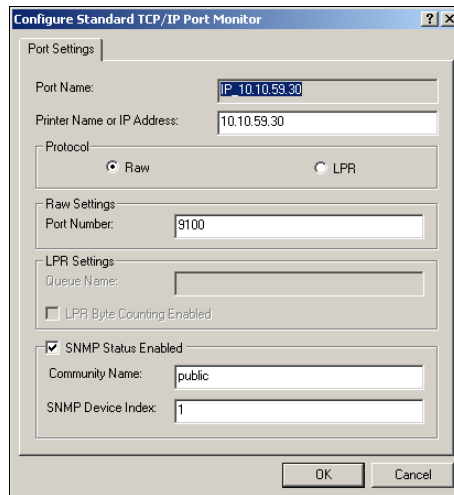 Configure Standard TCP/IP Port Monitor
Port Settings
Port Name: IP_10.10.59.30
Printer Name or IP Address: 10.10.59.30
Protocol
Raw LPR
Raw Settings
Port Number: 9100
LPR Settings
Queue Name:
LPR Byte Counting Enabled
SNMP Status Enabled
Community Name: public
SNMP Device Index: 1
OK Cancel